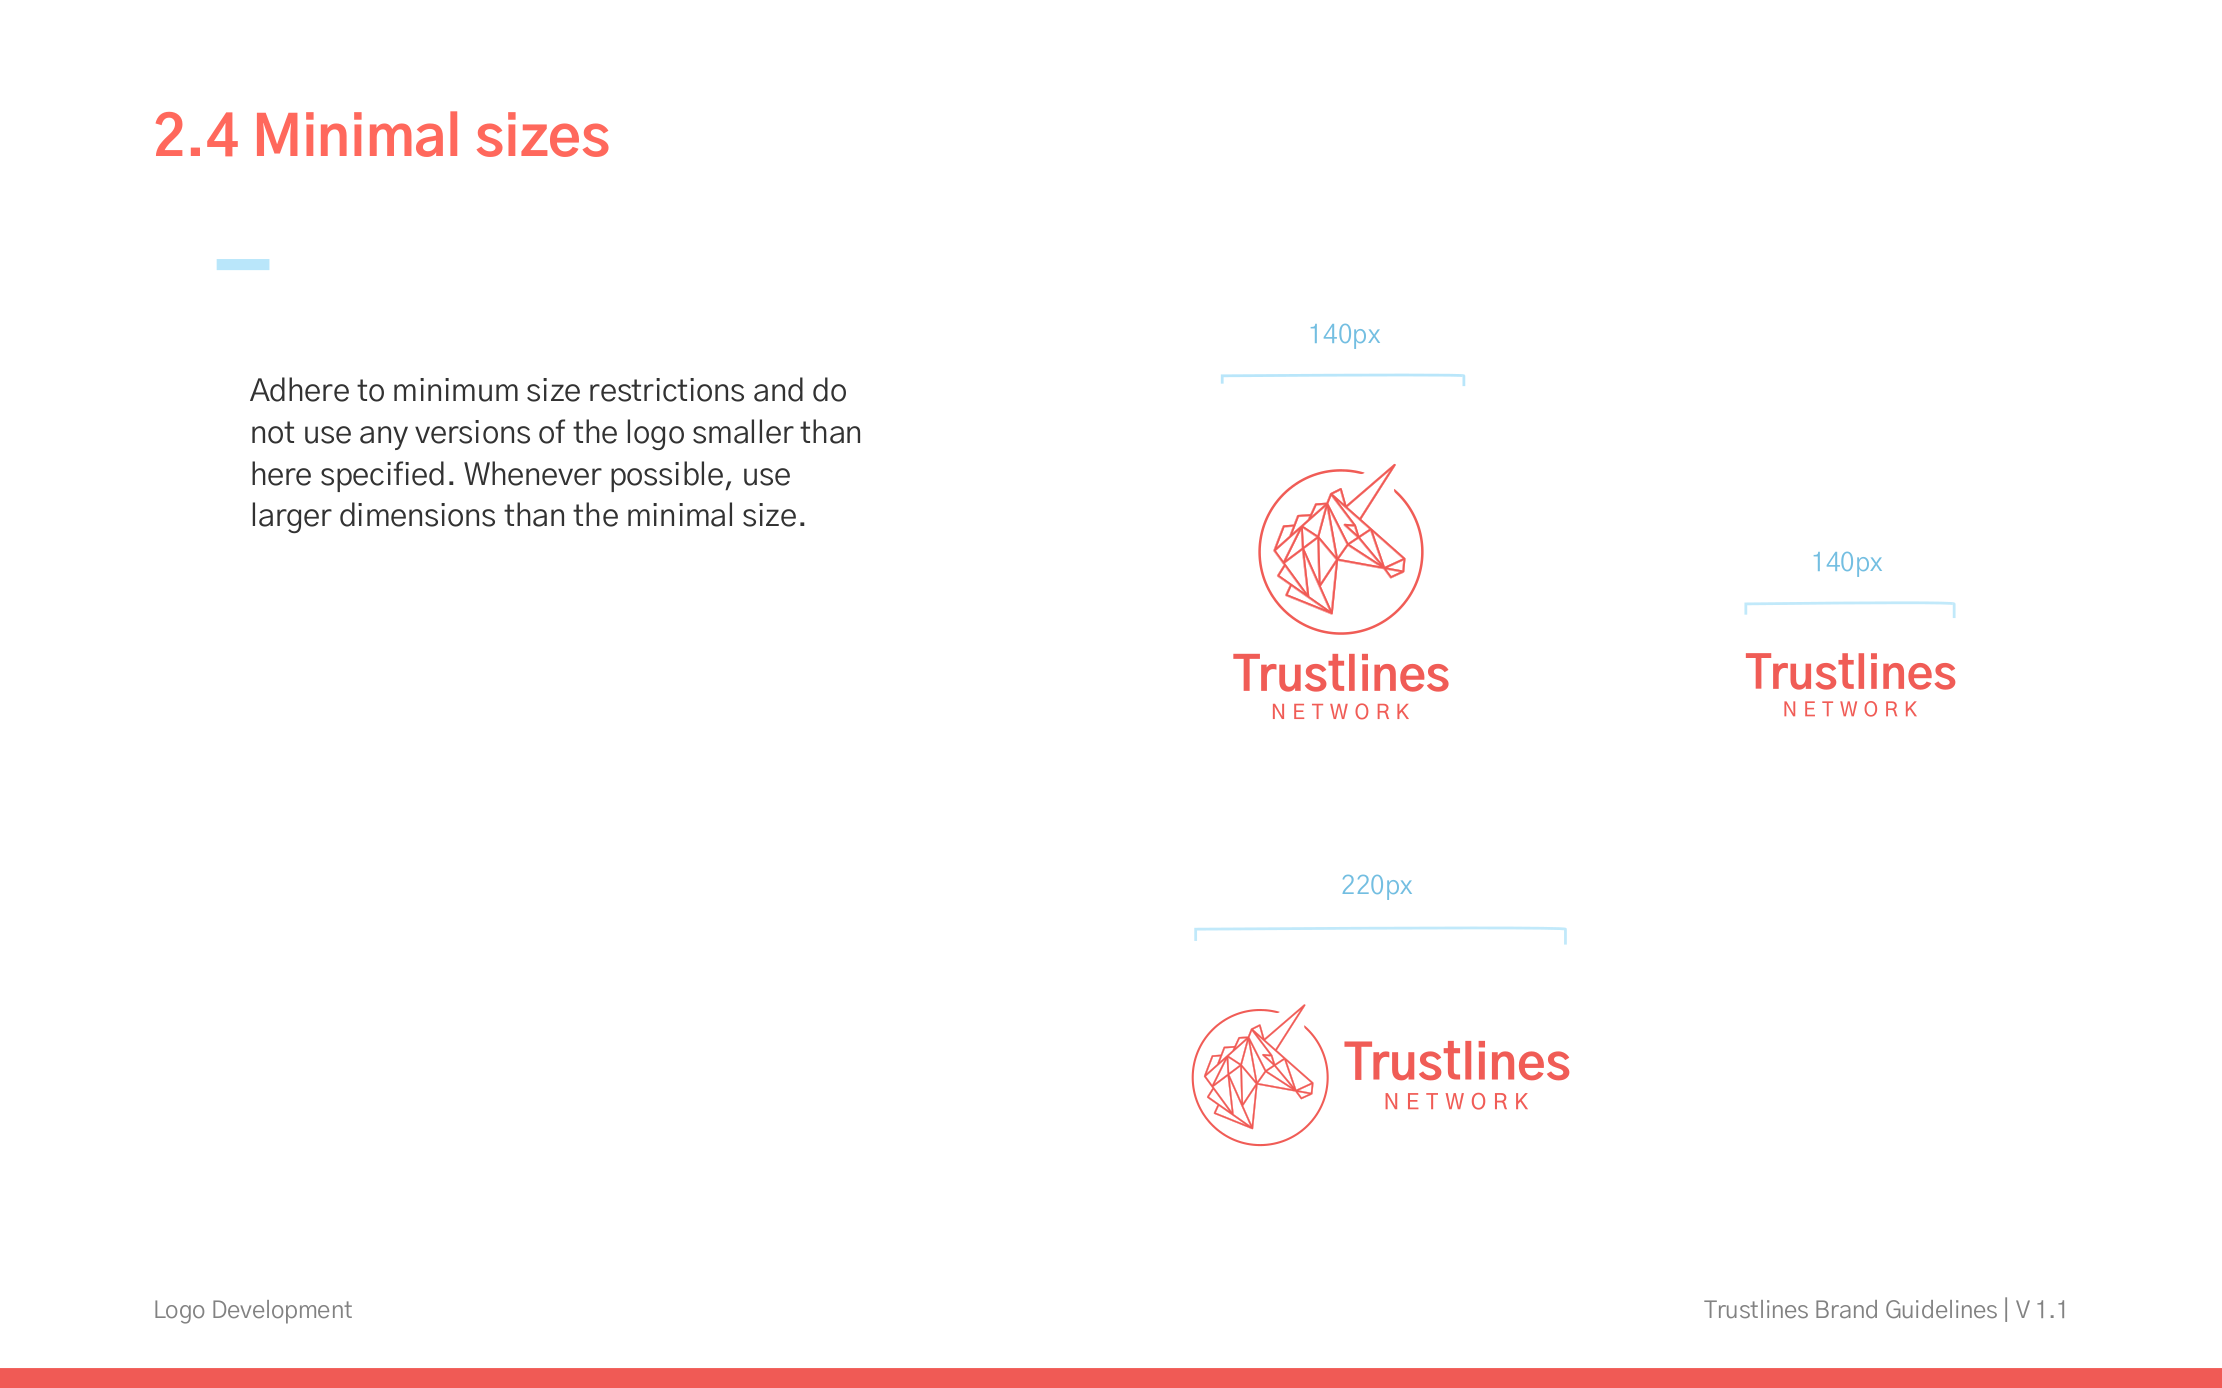 2.4 Minimal sizes
Adhere to minimum size restrictions and do
not use any versions of the logo smaller than
here specified. Whenever possible, use
larger dimensions than the minimal size.
140px
Trustlines
NETWORK
140px
Trustlines
NETWORK
220px
Trustlines
NETWORK
Logo Development
Trustlines Brand Guidelines | V 1.1